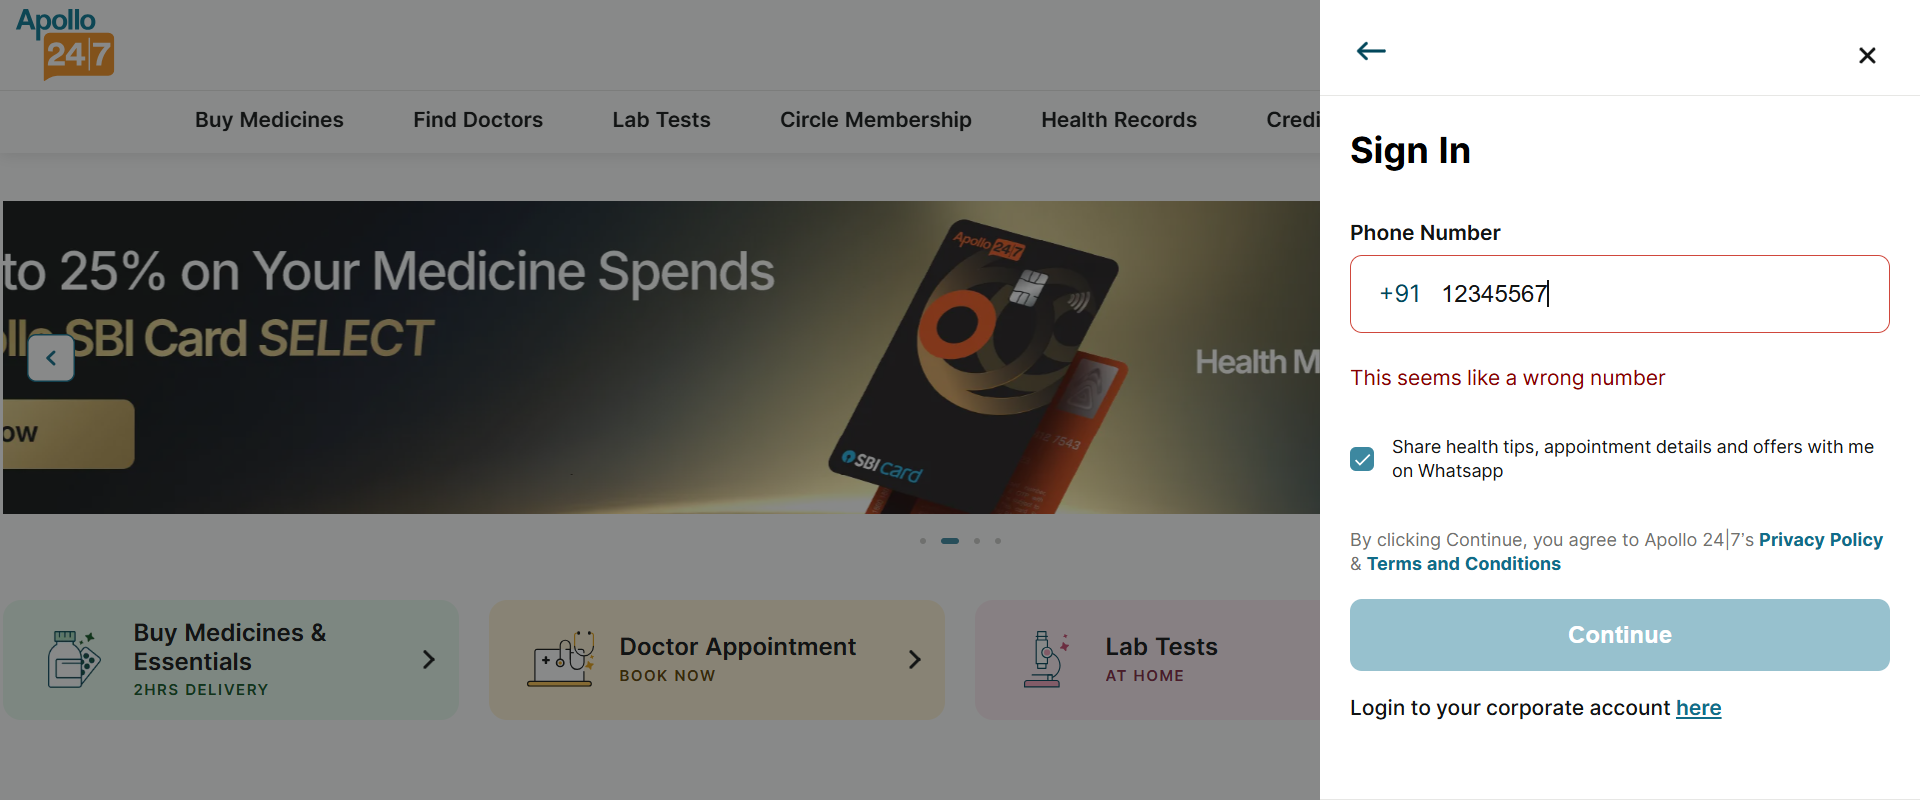 Apollo
24|7
Buy Medicines
Find Doctors
Lab Tests
Circle Membership
Health Records
Credi
to 25% on Your Medicine Spends
SBI Card SELECT
ow
Apollo 24|7
SBI card
7543
Health M
Buy Medicines &
Essentials
2HRS DELIVERY
Doctor Appointment
BOOK NOW
Lab Tests
AT HOME
Sign In
Phone Number
+91 12345567
This seems like a wrong number
Share health tips, appointment details and offers with me
on Whatsapp
By clicking Continue, you agree to Apollo 24|7's Privacy Policy
& Terms and Conditions
Continue
Login to your corporate account here